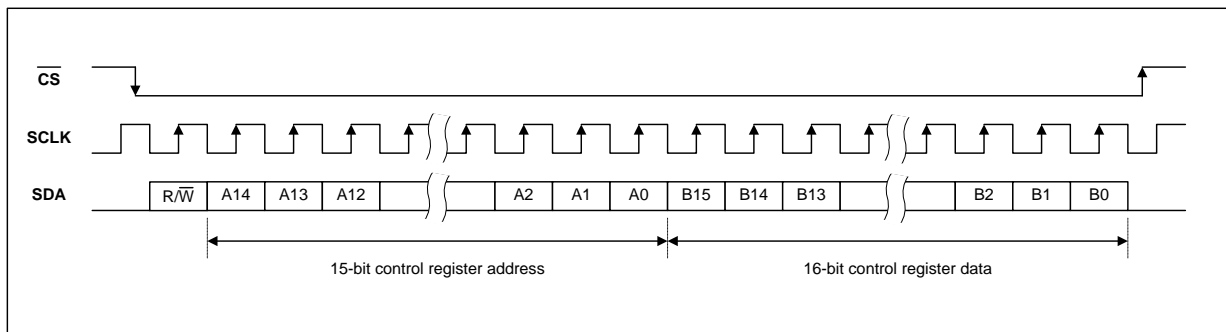 CS
SCLK
SDA R/W A14 A13 A12 A2 A1 A0 B15 B14 B13 B2 B1 B0
15-bit control register address 16-bit control register data